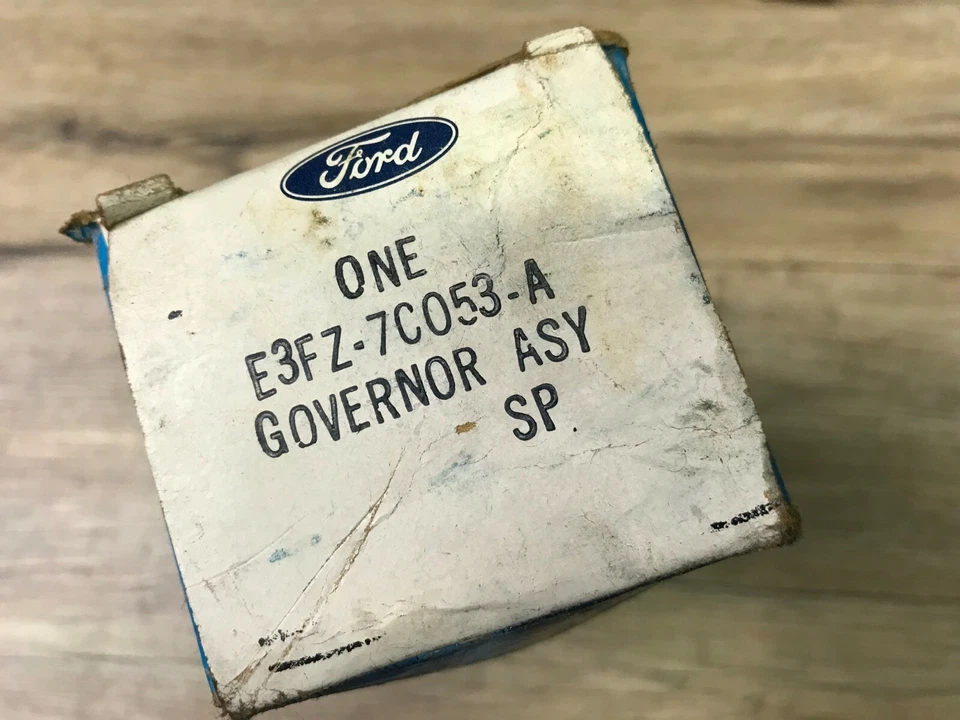 Ford
ONE
E3FZ-7C053-A
GOVERNOR ASY
SP.